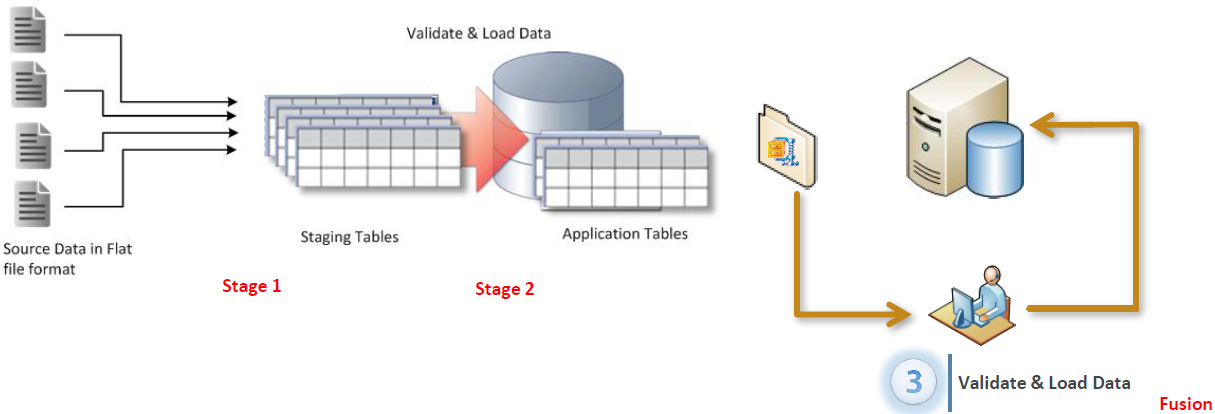 Validate & Load Data
Staging Tables
Application Tables
Source Data in Flat
file format
Stage 1
Stage 2
3
Validate & Load Data
Fusion